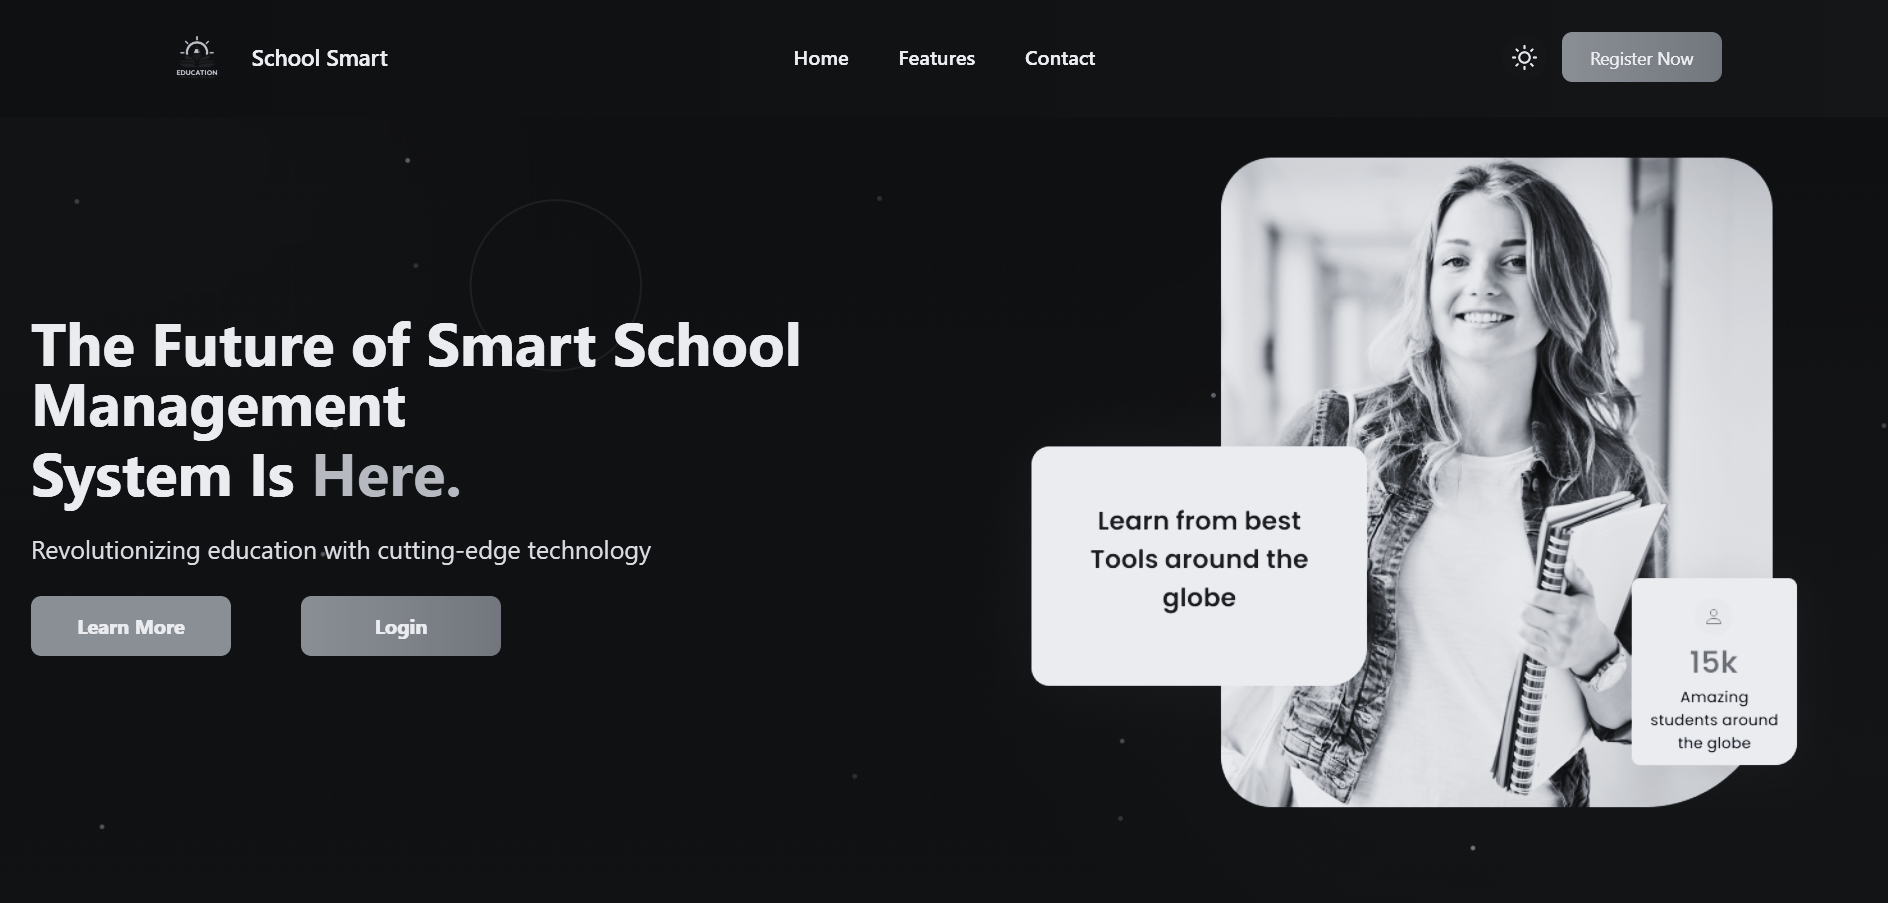 EDUCATION
School Smart
Home
Features
Contact
Register Now
The Future of Smart School
Management
System Is Here.
Revolutionizing education with cutting-edge technology
Learn More
Login
Learn from best
Tools around the
globe
15k
Amazing
students around
the globe